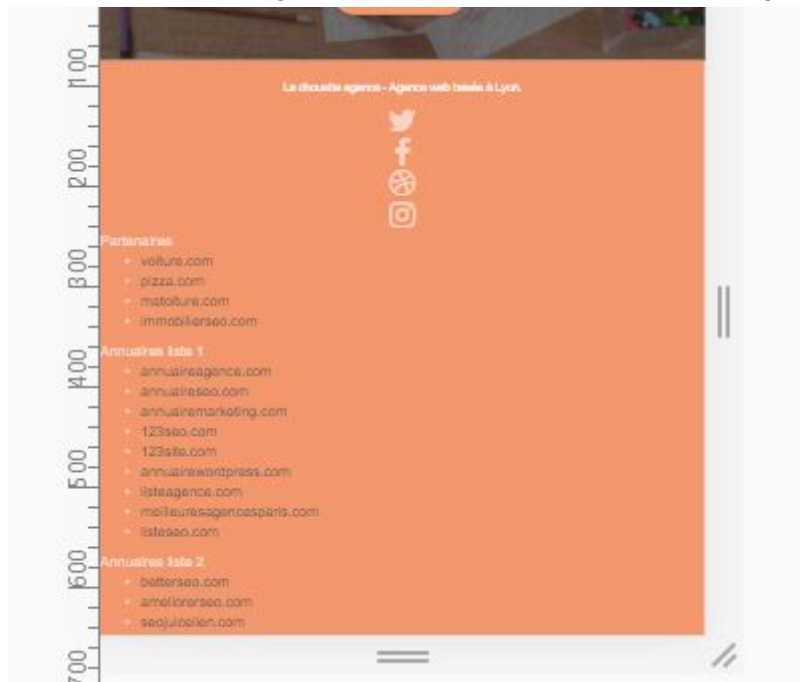 100
La chouette agence - Agence web basée à Lyon.
200
Partenaires
voiture.com
pizza.com
matoiture.com
immobilierseo.com
300
Annuaires liste 1
annuaireagence.com
annuaireseo.com
annuairemarketing.com
123seo.com
123site.com
annuairewordpress.com
listeagence.com
meilleuresagencesparis.com
listeseo.com
400
500
Annuaires liste 2
betterseo.com
ameliorerseo.com
seojuicelien.com
600
700